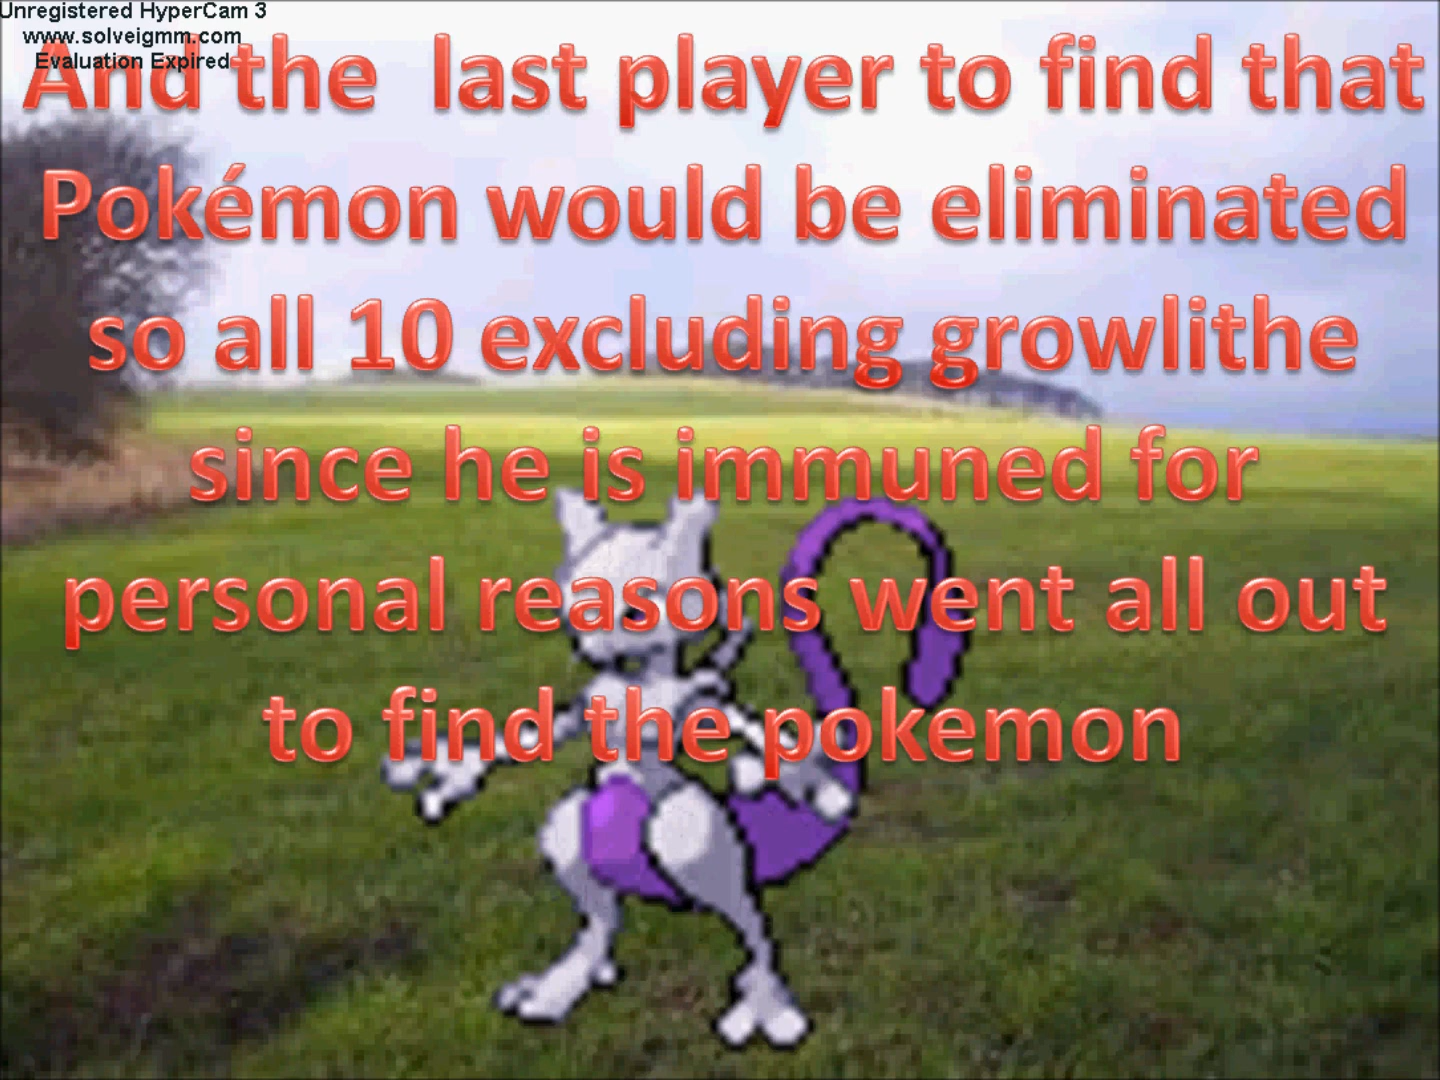 Unregistered HyperCam 3
www.solveigmm.com
Evaluation Expired
And the last player to find that
Pokémon would be eliminated
so all 10 excluding growlithe
since he is immuned for
personal reasons went all out
to find the pokemon